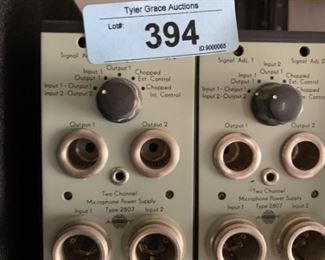 Tyler Grace Auctions
Lot#:
394
ID:9000065
Signal Adj. 1
Output 1
Input 1
Output 2
Chopped
Ext. Control
Input 1 - Output 1
Input 2 - Output 2
Chopped
Int. Control
Output 1
Output 2
Two Channel
Microphone Power Supply
Type 2807
Input 1
Input 2
Signal Adj. 1
Output 1
Input 1
Output 2
Chopped
Ext. Control
Input 1 - Output 1
Input 2 - Output 2
Chopped
Int. Control
Output 1
Output 2
Two Channel
Microphone Power Supply
Type 2807
Input 1
Input 2